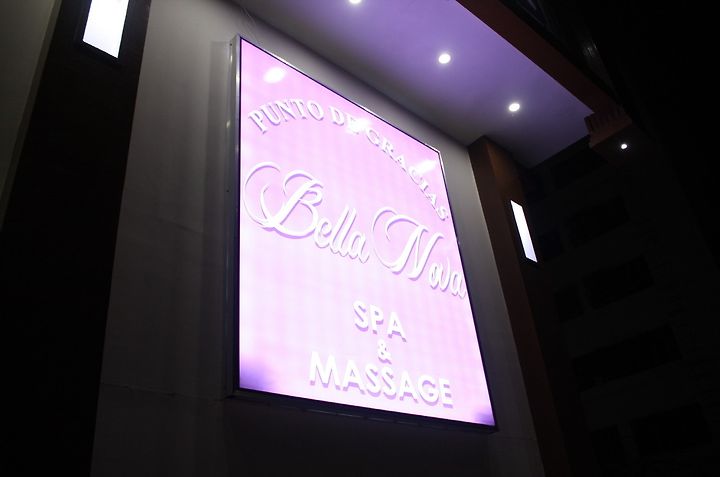 PUNTO DE GRACIAS
Bella Nova
SPA
&
MASSAGE